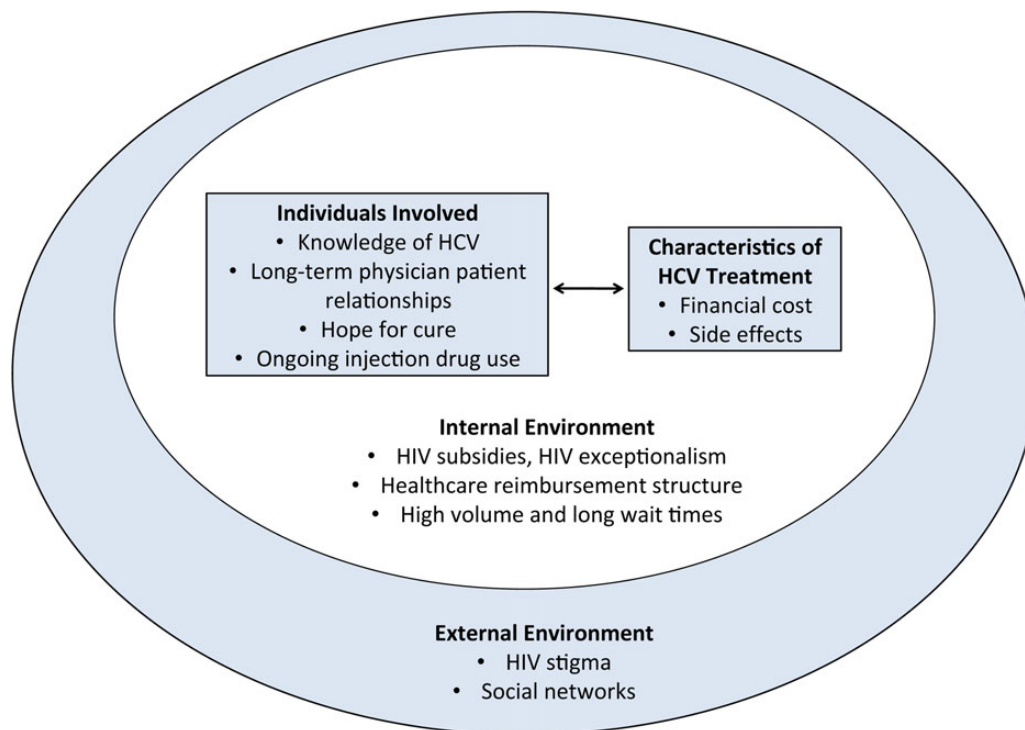 Individuals Involved
• Knowledge of HCV
• Long-term physician patient
relationships
• Hope for cure
• Ongoing injection drug use
Characteristics of
HCV Treatment
• Financial cost
• Side effects
Internal Environment
• HIV subsidies, HIV exceptionalism
• Healthcare reimbursement structure
• High volume and long wait times
External Environment
• HIV stigma
• Social networks